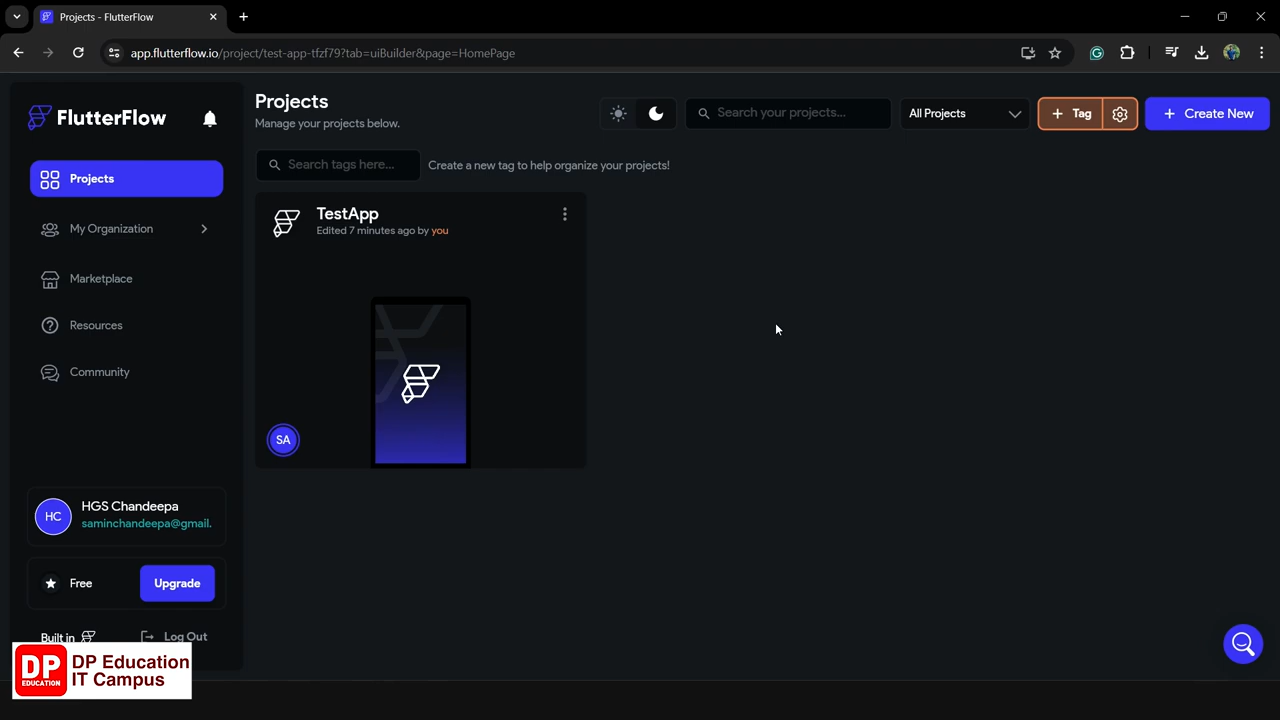 Projects - FlutterFlow
app.flutterflow.io/project/test-app-tfzf79?tab=uiBuilder&page=HomePage
FlutterFlow
Projects
My Organization
Marketplace
Resources
Community
HGS Chandeepa
saminchandeepa@gmail.
HC
Free
Upgrade
Built in
Log Out
Projects
Manage your projects below.
Search your projects...
All Projects
+ Tag
+ Create New
Search tags here...
Create a new tag to help organize your projects!
TestApp
Edited 7 minutes ago by you
SA
DP
EDUCATION
DP Education
IT Campus